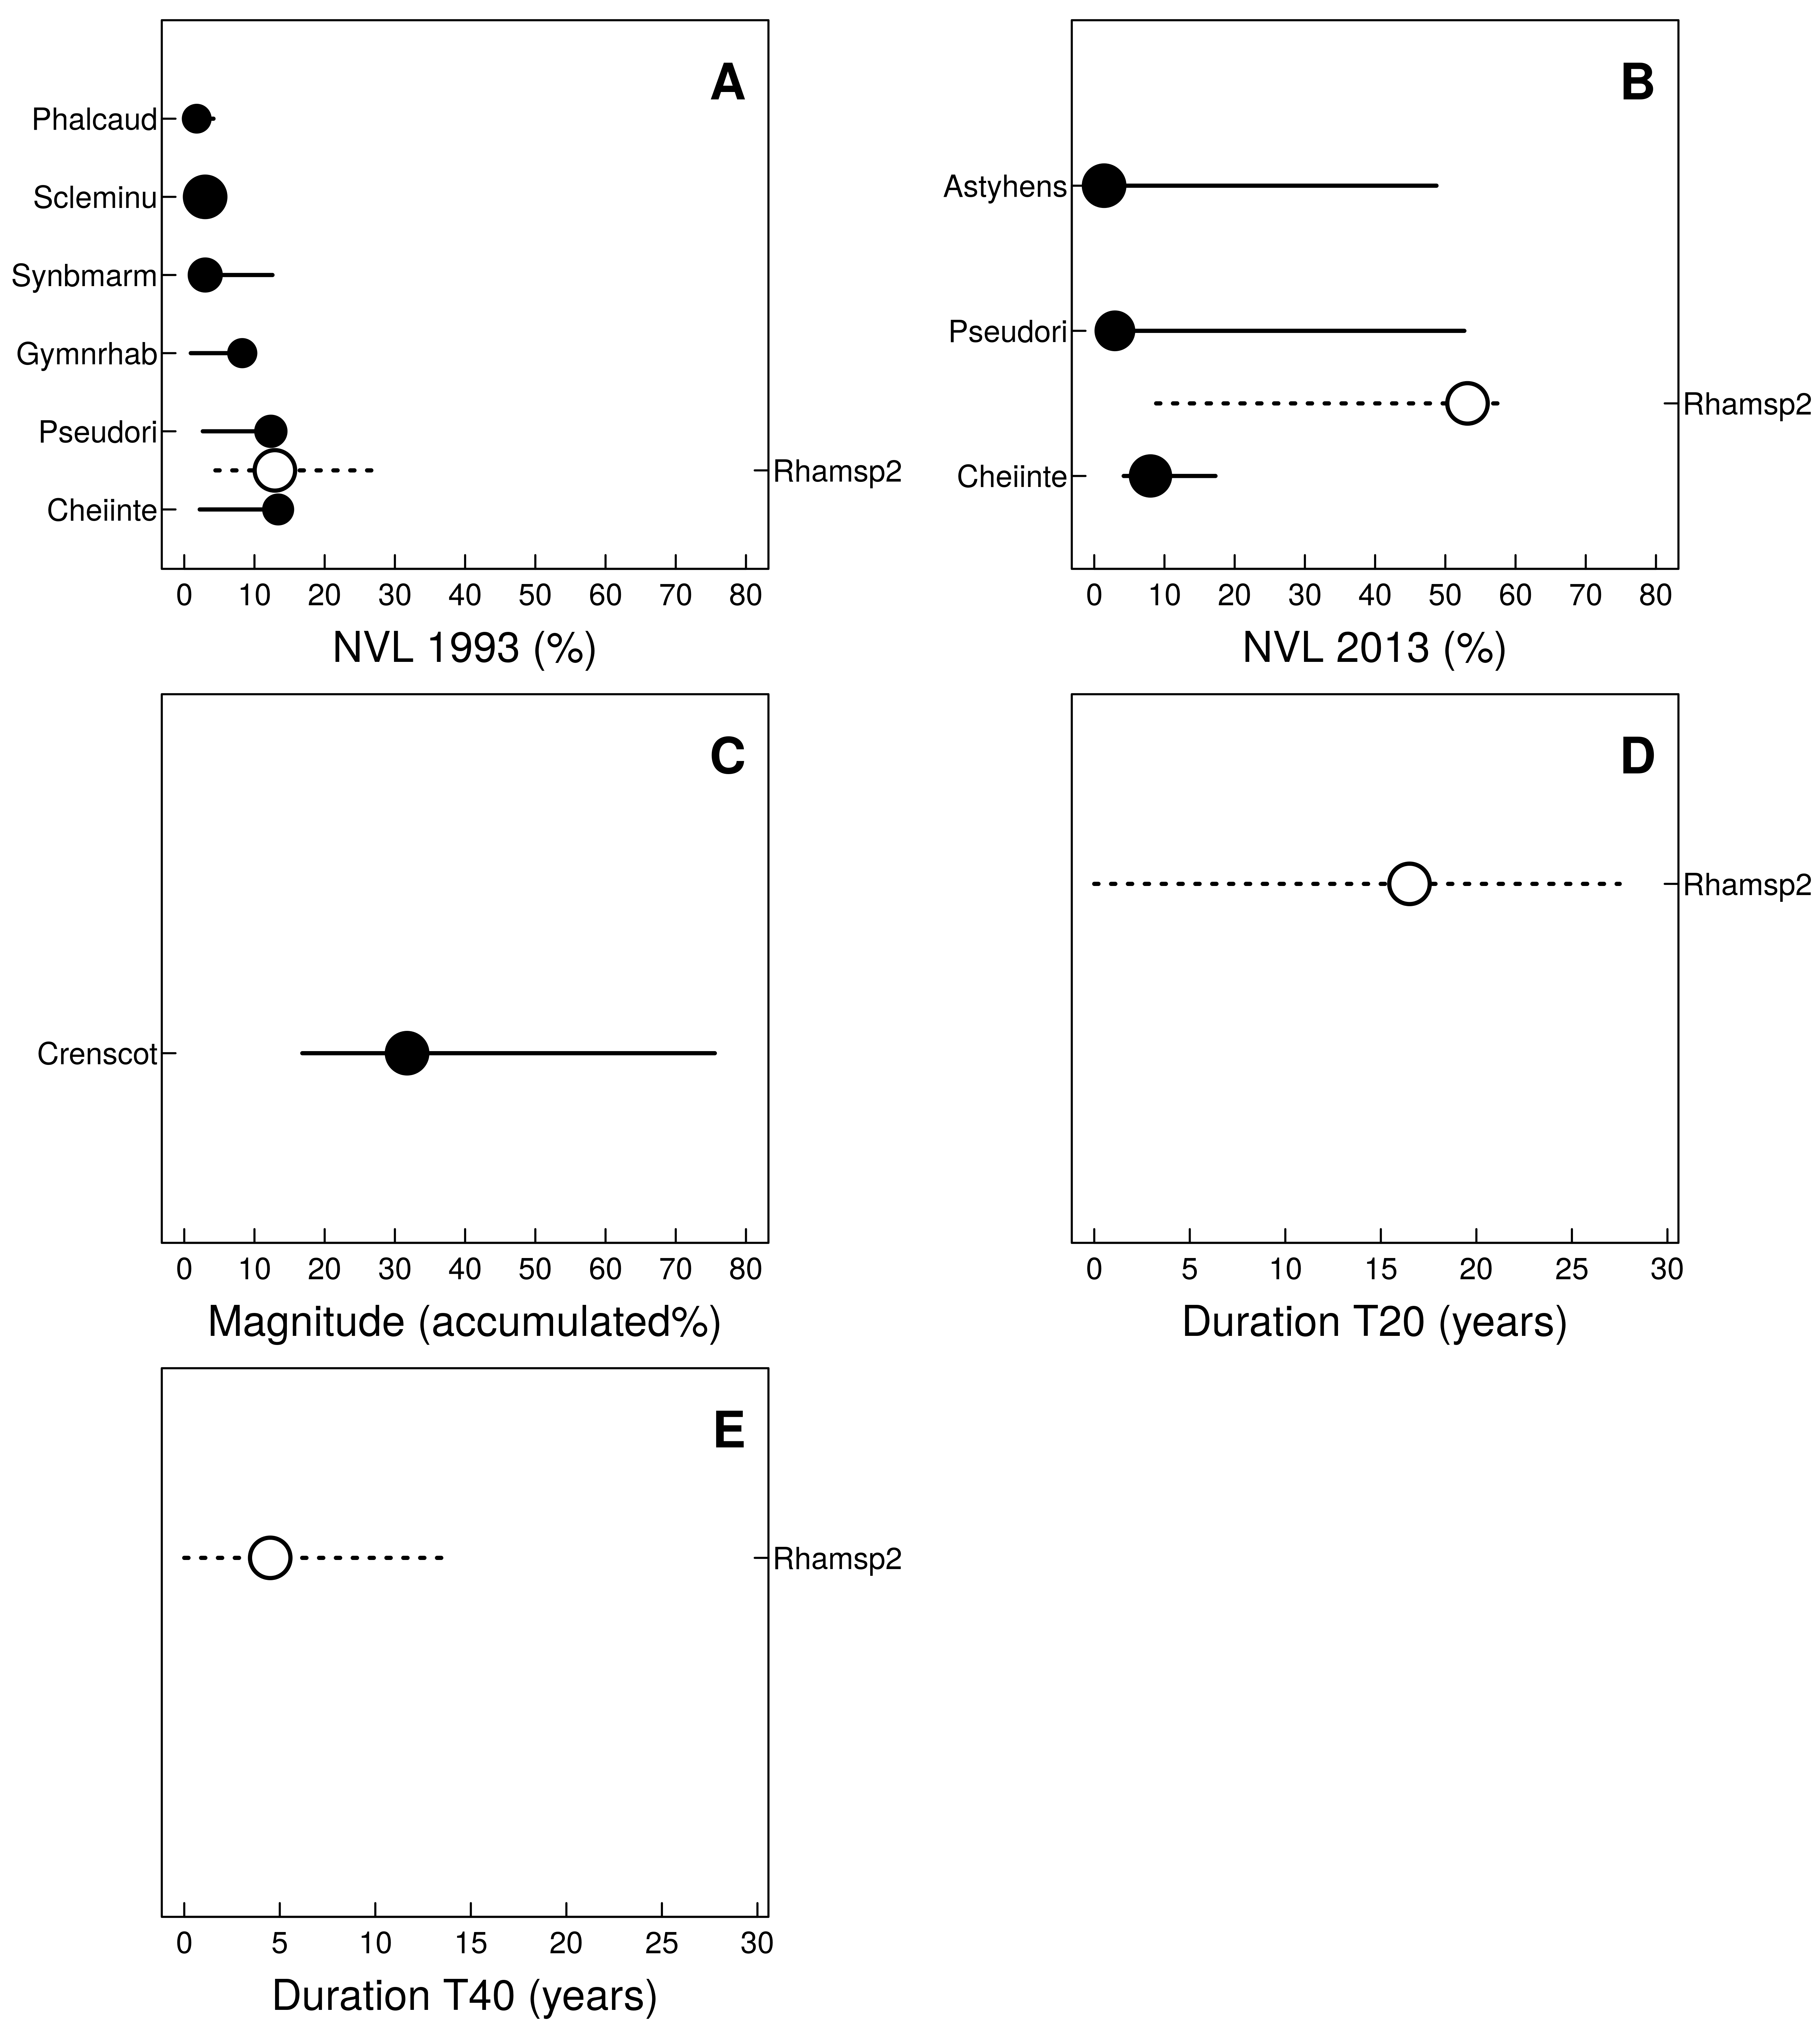 A
Phalcaud
Scleminu
Synbmarm
Gymnrhab
Pseudori
Rhamsp2
Cheiinte
0 10 20 30 40 50 60 70 80
NVL 1993 (%)
B
Astyhens
Pseudori
Rhamsp2
Cheiinte
0 10 20 30 40 50 60 70 80
NVL 2013 (%)
C
Crenscot
0 10 20 30 40 50 60 70 80
Magnitude (accumulated%)
D
Rhamsp2
0 5 10 15 20 25 30
Duration T20 (years)
E
Rhamsp2
0 5 10 15 20 25 30
Duration T40 (years)